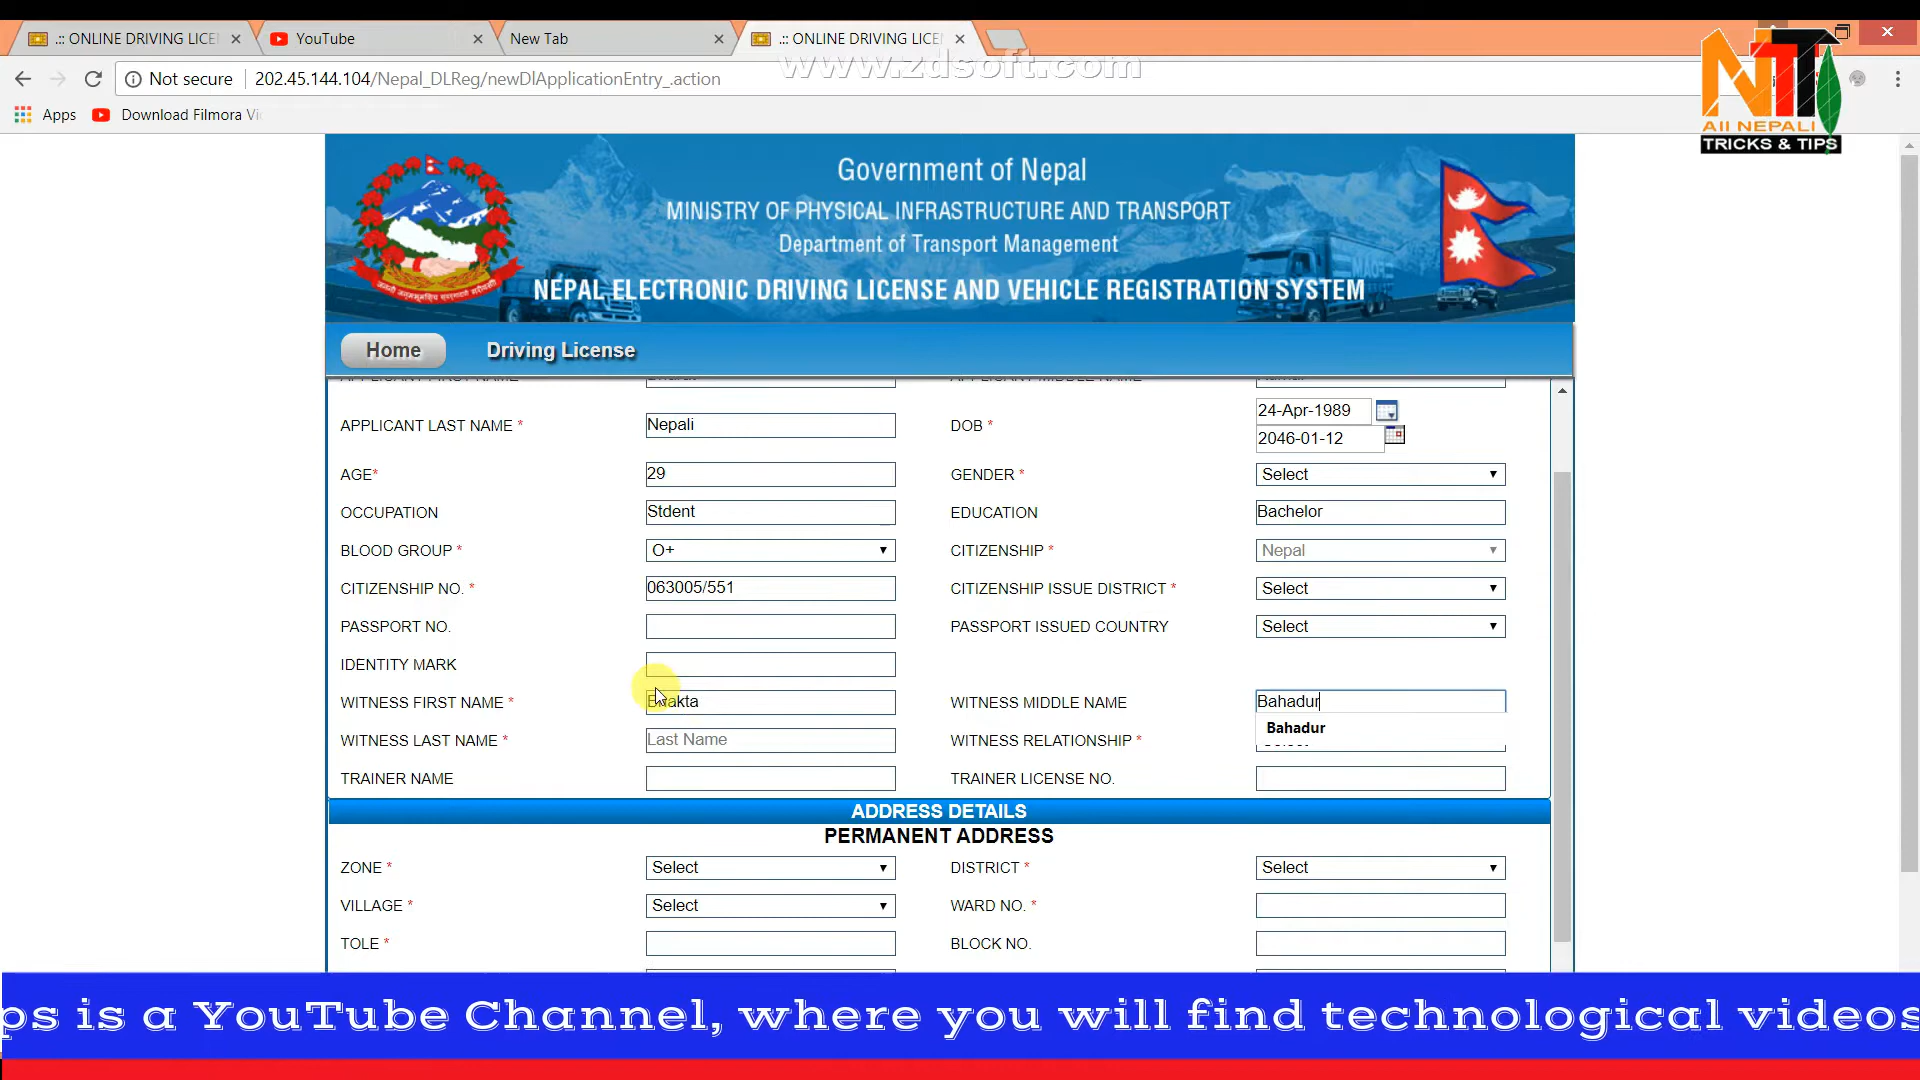 .:: ONLINE DRIVING LICE
YouTube
New Tab
.:: ONLINE DRIVING LICE
Not secure 202.45.144.104/Nepal_DLReg/newDlApplicationEntry_.action
www.zdsoft.com
Apps Download Filmora Vi
NTT
All NEPALI
TRICKS & TIPS
Government of Nepal
MINISTRY OF PHYSICAL INFRASTRUCTURE AND TRANSPORT
Department of Transport Management
NEPAL ELECTRONIC DRIVING LICENSE AND VEHICLE REGISTRATION SYSTEM
Home Driving License
APPLICANT LAST NAME * Nepali DOB * 24-Apr-1989
2046-01-12
AGE* 29 GENDER * Select
OCCUPATION Stdent EDUCATION Bachelor
BLOOD GROUP * O+ CITIZENSHIP * Nepal
CITIZENSHIP NO. * 063005/551 CITIZENSHIP ISSUE DISTRICT * Select
PASSPORT NO. PASSPORT ISSUED COUNTRY Select
IDENTITY MARK
WITNESS FIRST NAME * Bhakta WITNESS MIDDLE NAME Bahadur
Bahadur
WITNESS LAST NAME * Last Name WITNESS RELATIONSHIP *
TRAINER NAME TRAINER LICENSE NO.
ADDRESS DETAILS
PERMANENT ADDRESS
ZONE * Select DISTRICT * Select
VILLAGE * Select WARD NO. *
TOLE * BLOCK NO.
ps is a YouTube Channel, where you will find technological videos